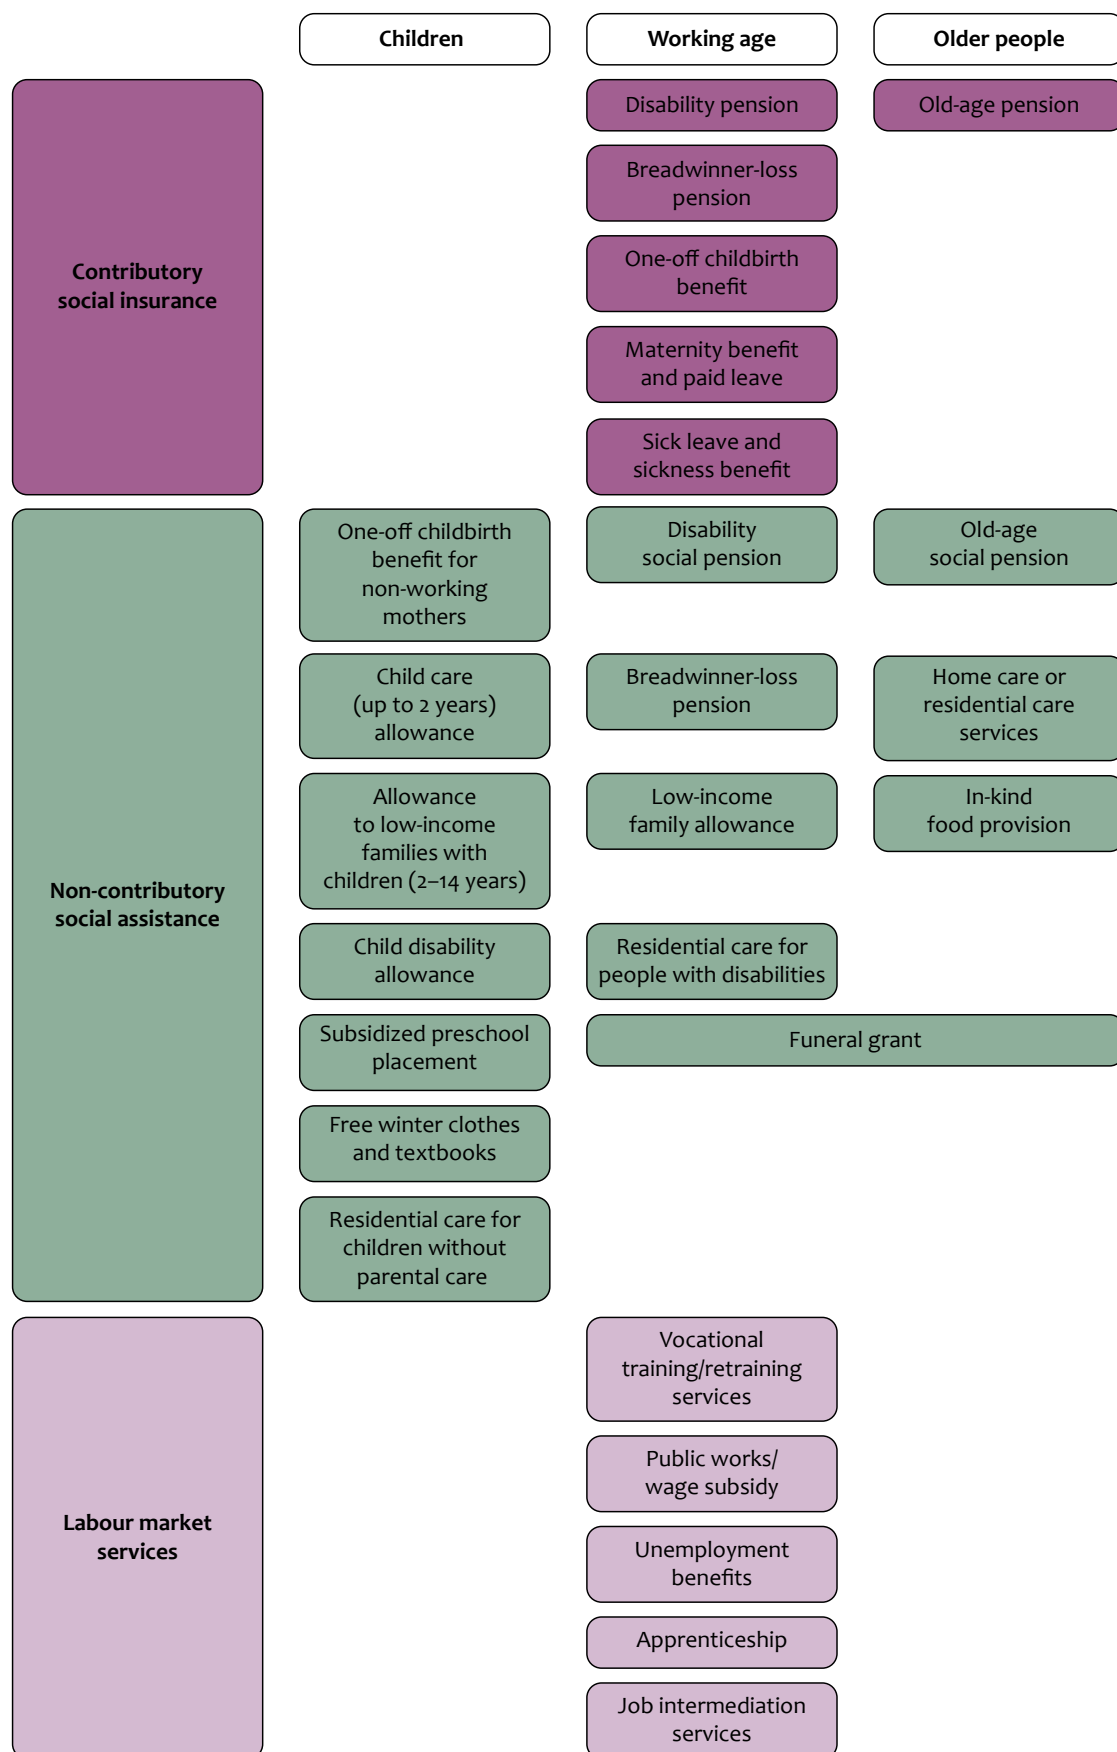 Children
Working age
Older people
Contributory
social insurance
Disability pension
Old-age pension
Breadwinner-loss
pension
One-off childbirth
benefit
Maternity benefit
and paid leave
Sick leave and
sickness benefit
Non-contributory
social assistance
One-off childbirth
benefit for
non-working
mothers
Disability
social pension
Old-age
social pension
Child care
(up to 2 years)
allowance
Breadwinner-loss
pension
Home care or
residential care
services
Allowance
to low-income
families with
children (2–14 years)
Low-income
family allowance
In-kind
food provision
Child disability
allowance
Residential care for
people with disabilities
Subsidized preschool
placement
Funeral grant
Free winter clothes
and textbooks
Residential care for
children without
parental care
Labour market
services
Vocational
training/retraining
services
Public works/
wage subsidy
Unemployment
benefits
Apprenticeship
Job intermediation
services